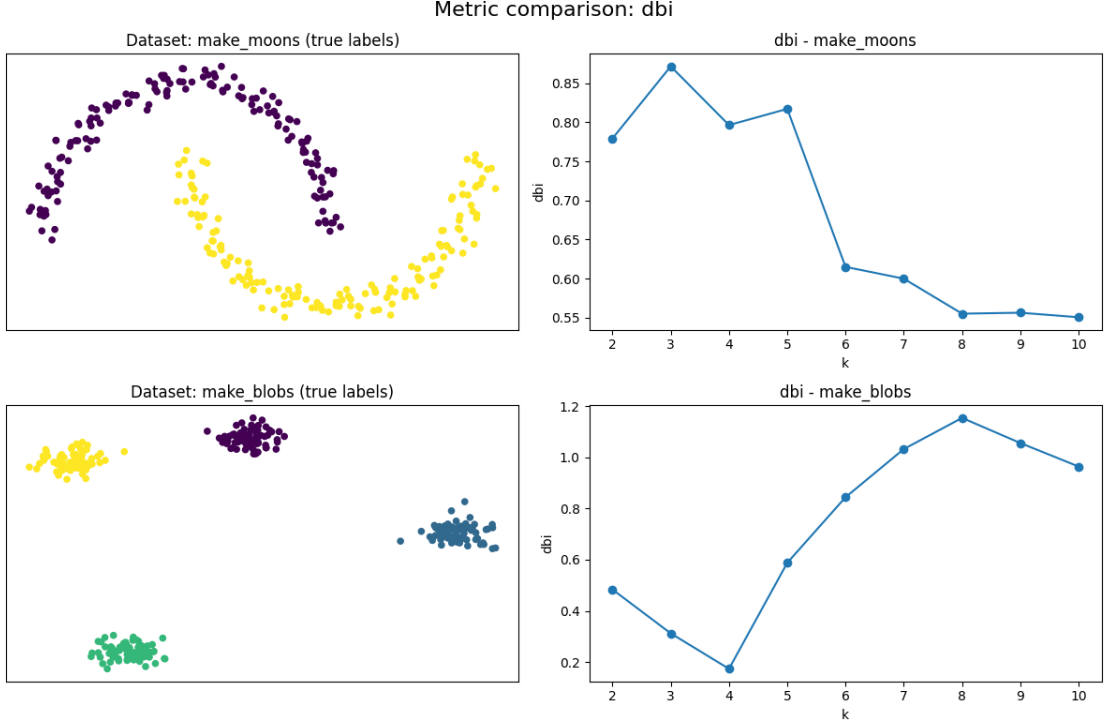 Metric comparison: dbi
Dataset: make_moons (true labels)
dbi - make_moons
0.85
0.80
0.75
0.70
0.65
0.60
0.55
dbi
2 3 4 5 6 7 8 9 10
k
Dataset: make_blobs (true labels)
dbi - make_blobs
1.2
1.0
0.8
0.6
0.4
0.2
dbi
2 3 4 5 6 7 8 9 10
k